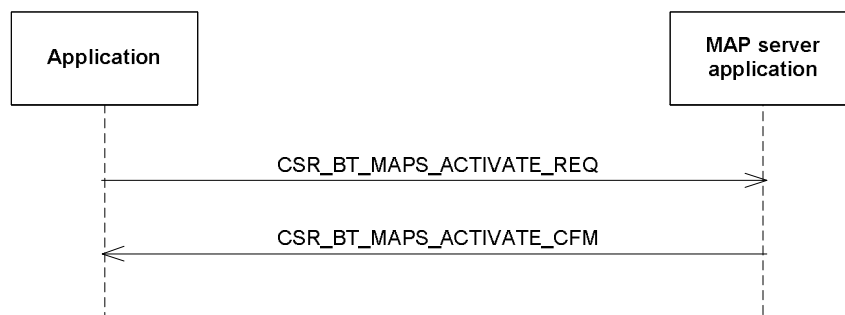 Application
MAP server
application
CSR_BT_MAPS_ACTIVATE_REQ
CSR_BT_MAPS_ACTIVATE_CFM